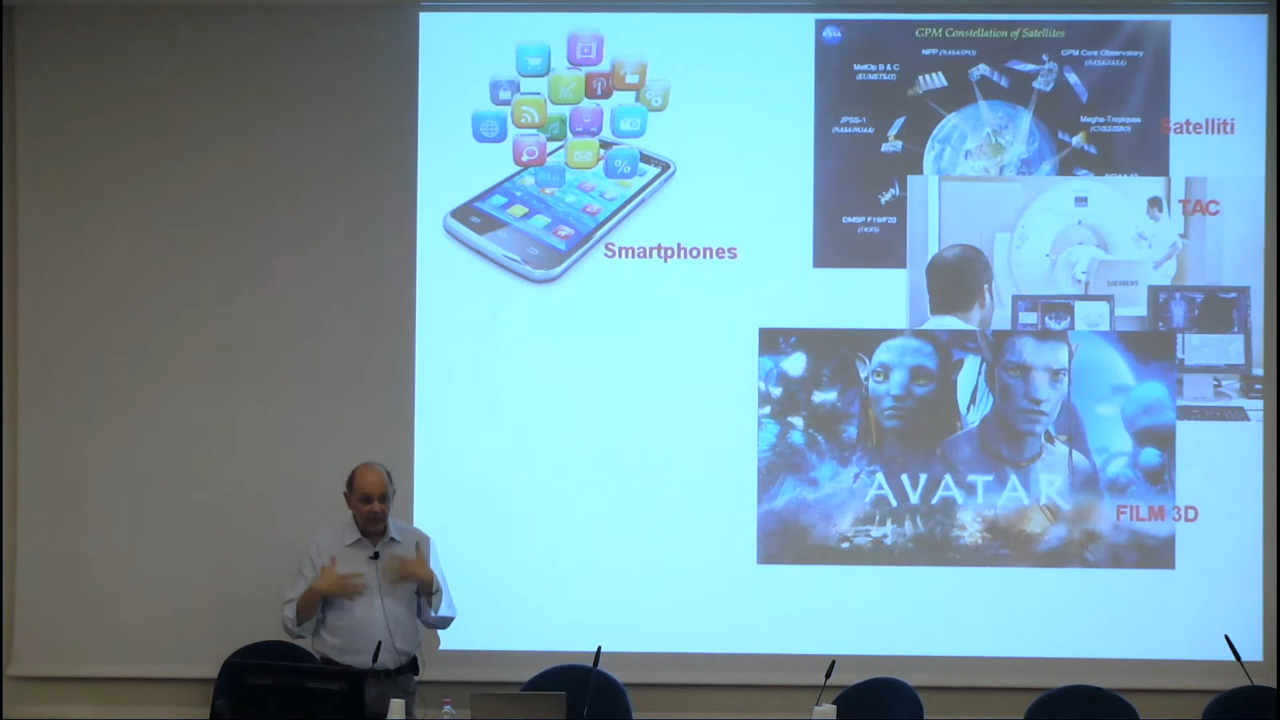 GPM Constellation of Satellites
NPP (NASA/IPO)
GPM Core Observatory
(NASA/JAXA)
MetOp B & C
(EUMETSAT)
JPSS-1
(NASA/NOAA)
Megha-Tropiques
(CNES/ISRO)
Satelliti
TAC
DMSP F19/F20
(DOD)
Smartphones
SIEMENS
%
AVATAR
FILM 3D